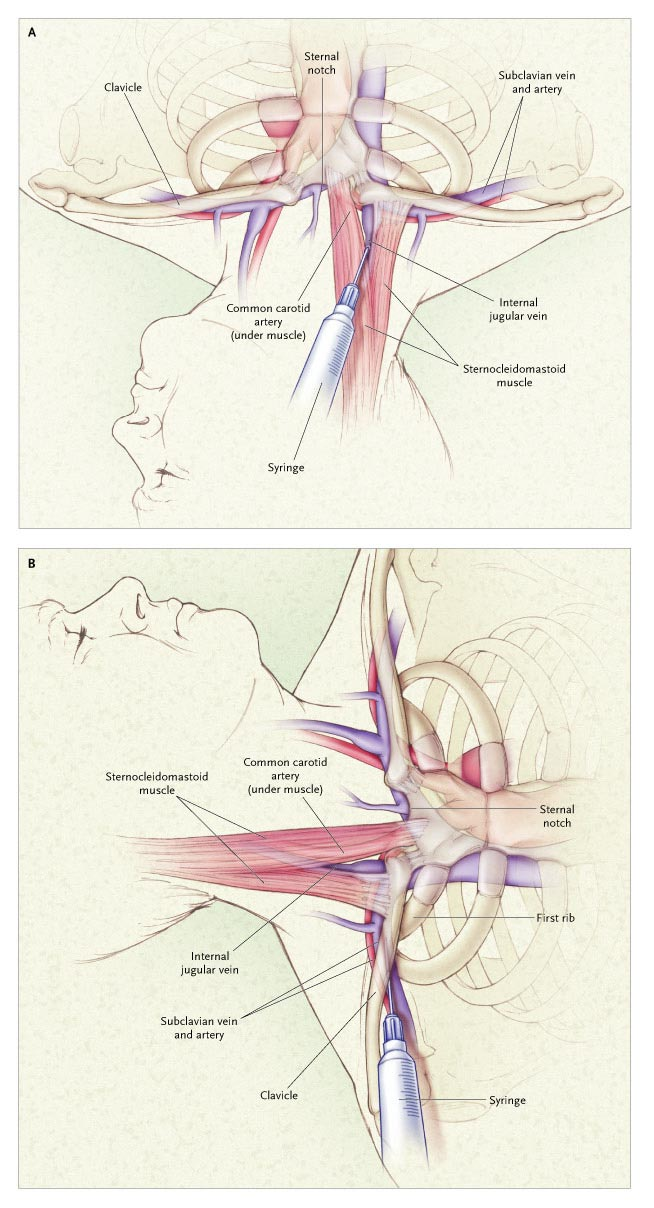 A
Sternal
notch
Clavicle
Subclavian vein
and artery
Common carotid
artery
(under muscle)
Internal
jugular vein
Sternocleidomastoid
muscle
Syringe
B
Common carotid
artery
(under muscle)
Sternocleidomastoid
muscle
Sternal
notch
First rib
Internal
jugular vein
Subclavian vein
and artery
Clavicle
Syringe